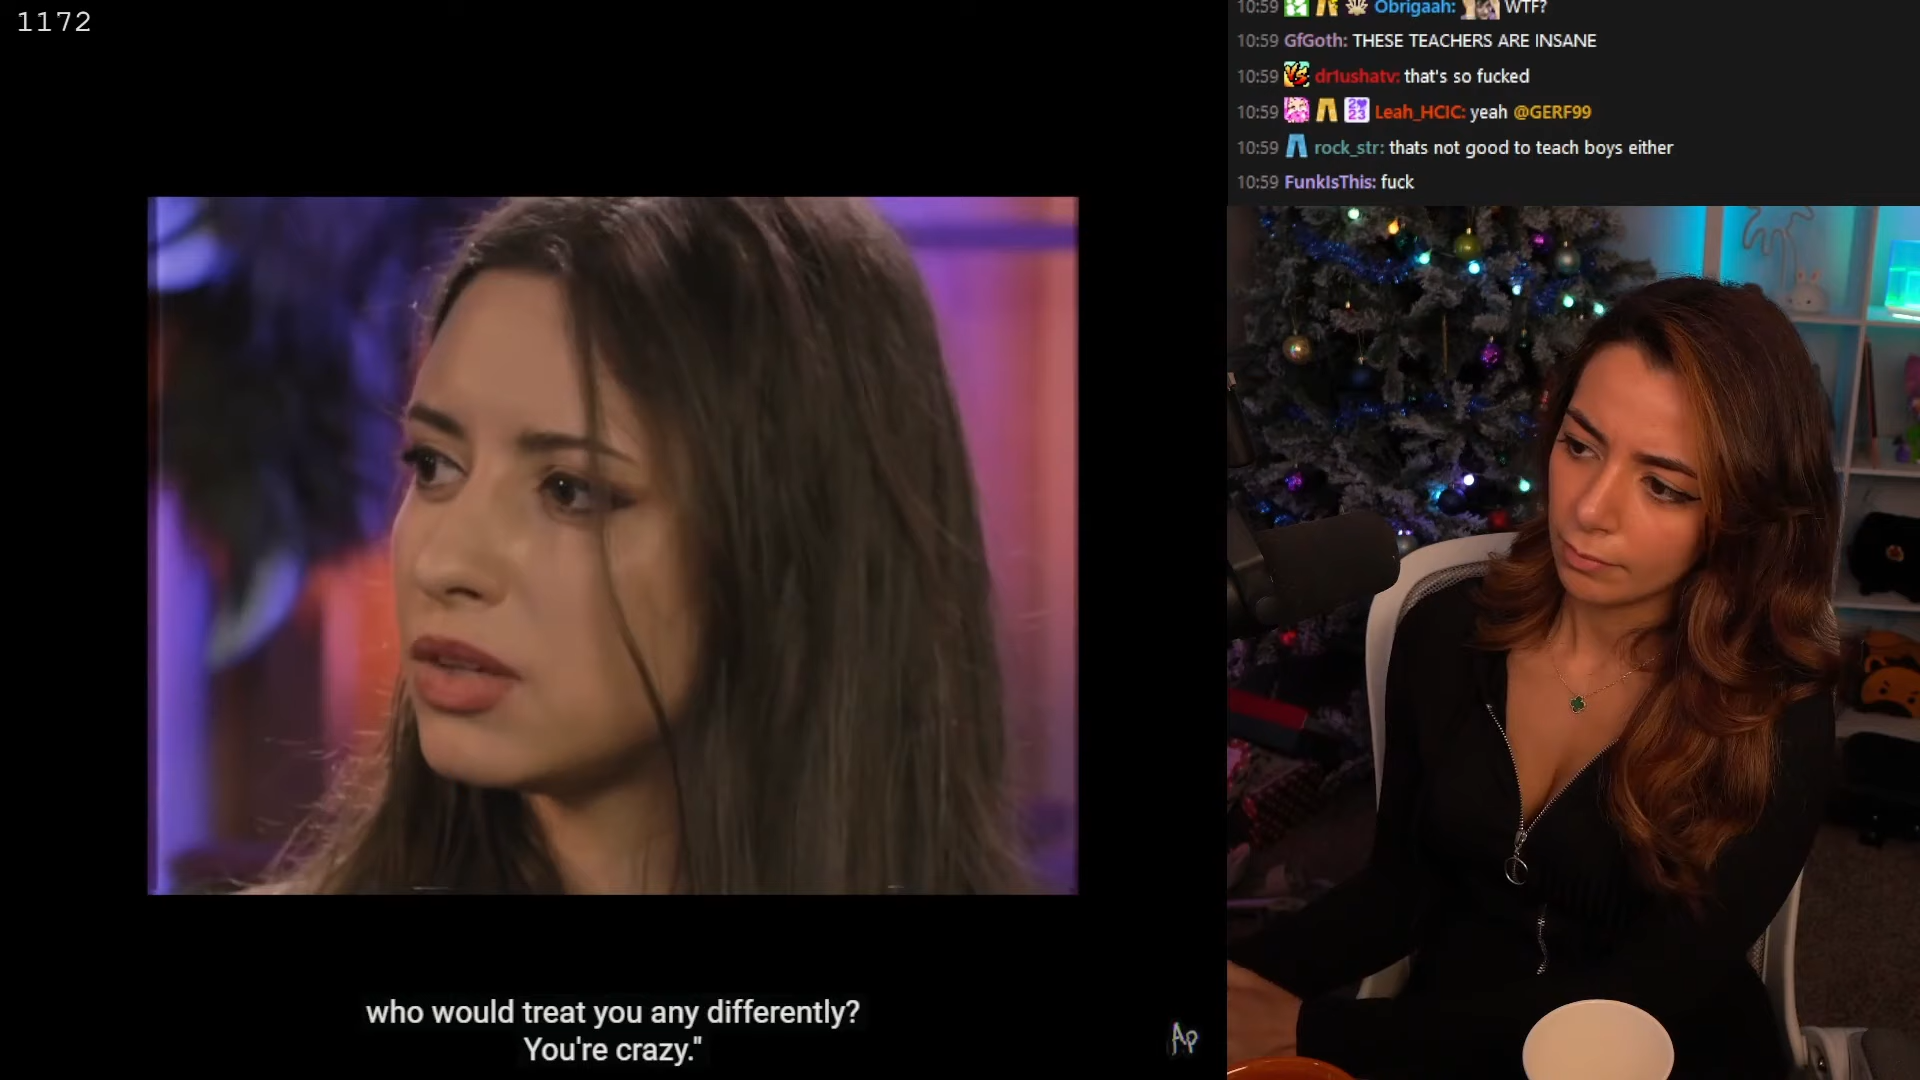 1172
10:59 Obrigaah: WTF?
10:59 GfGoth: THESE TEACHERS ARE INSANE
10:59 dr1ushatv: that's so fucked
10:59 Leah_HCIC: yeah @GERF99
10:59 rock_str: thats not good to teach boys either
10:59 FunkIsThis: fuck
who would treat you any differently?
You're crazy."
Ap